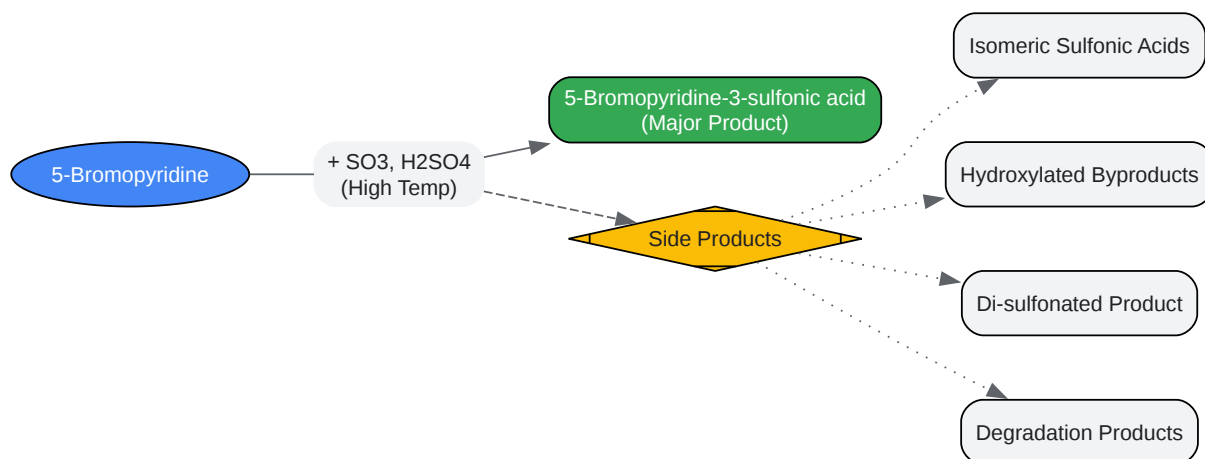 5-Bromopyridine
+ SO3, H2SO4
(High Temp)
5-Bromopyridine-3-sulfonic acid
(Major Product)
Side Products
Isomeric Sulfonic Acids
Hydroxylated Byproducts
Di-sulfonated Product
Degradation Products